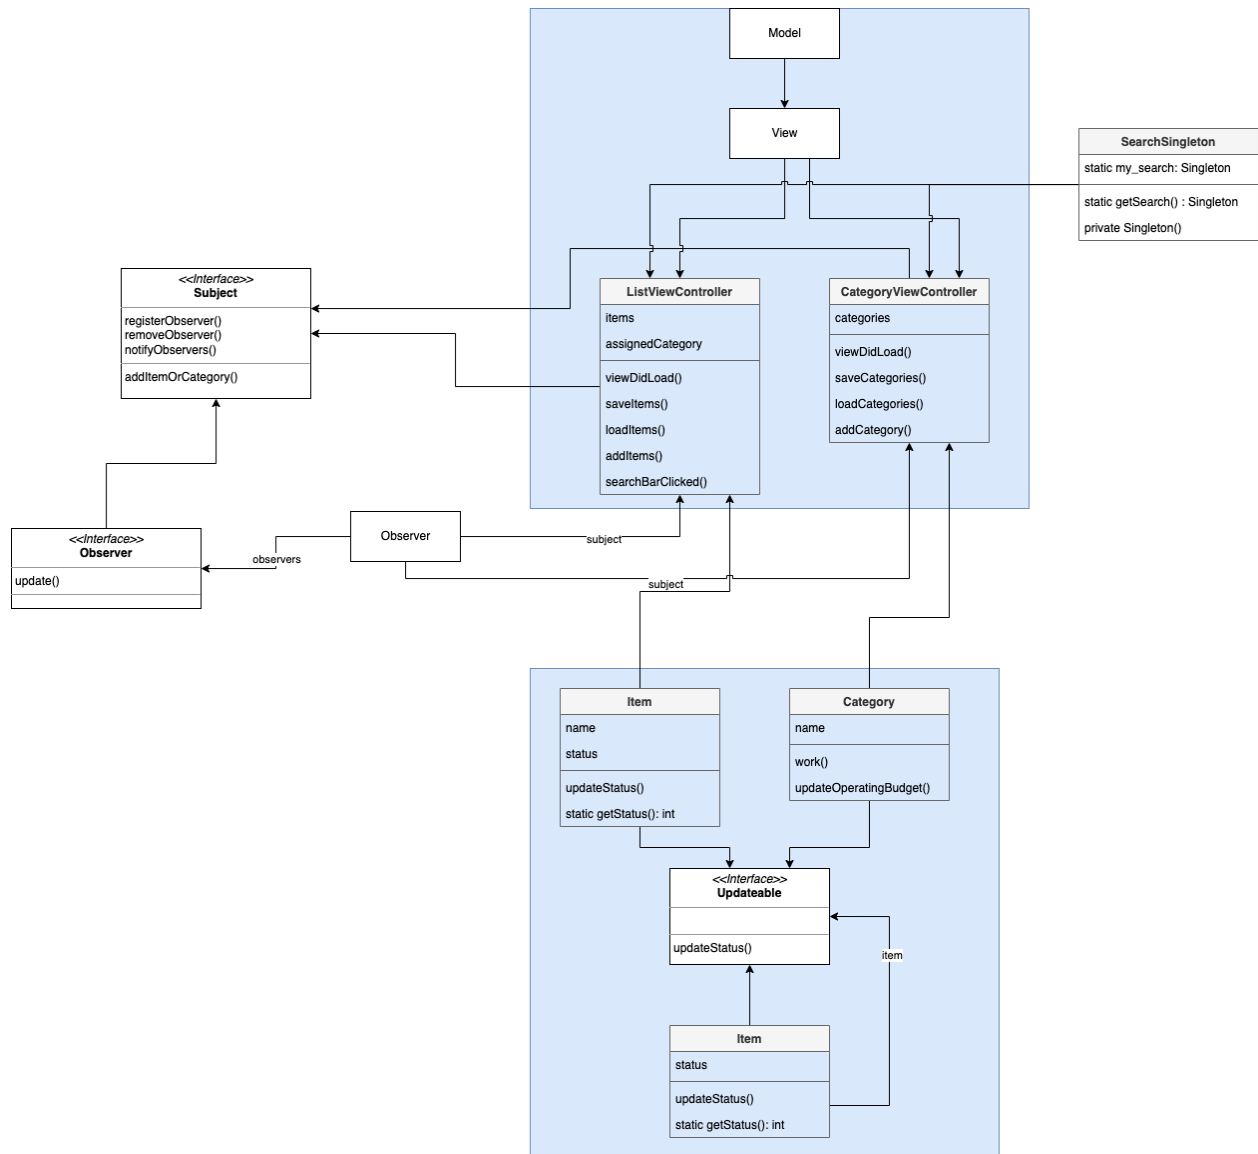 Model
View
SearchSingleton
static my_search: Singleton
static getSearch() : Singleton
private Singleton()
<<Interface>>
Subject
registerObserver()
removeObserver()
notifyObservers()
addItemOrCategory()
ListViewController
items
assignedCategory
viewDidLoad()
saveItems()
loadItems()
addItems()
searchBarClicked()
CategoryViewController
categories
viewDidLoad()
saveCategories()
loadCategories()
addCategory()
<<Interface>>
Observer
update()
observers
Observer
subject
subject
Item
name
status
updateStatus()
static getStatus(): int
Category
name
work()
updateOperatingBudget()
<<Interface>>
Updateable
updateStatus()
item
Item
status
updateStatus()
static getStatus(): int